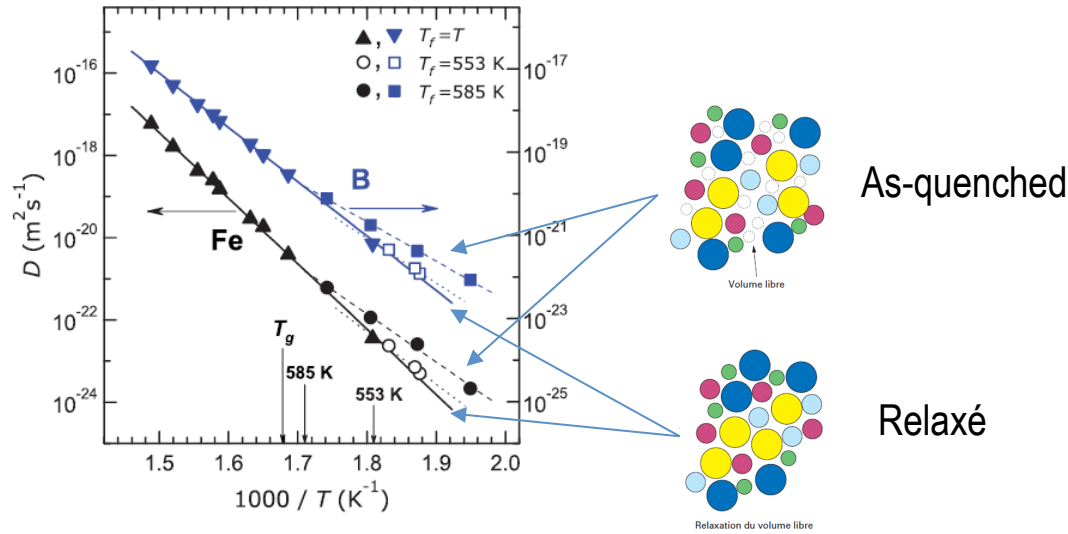 ▲, ▼ T_f=T
○, □ T_f=553 K
●, ■ T_f=585 K
10⁻¹⁶
10⁻¹⁸
10⁻²⁰
10⁻²²
10⁻²⁴
D (m² s⁻¹)
10⁻¹⁷
10⁻¹⁹
10⁻²¹
10⁻²³
10⁻²⁵
B
Fe
T_g
585 K
553 K
1.5 1.6 1.7 1.8 1.9 2.0
1000 / T (K⁻¹)
As-quenched
Volume libre
Relaxé
Relaxation du volume libre